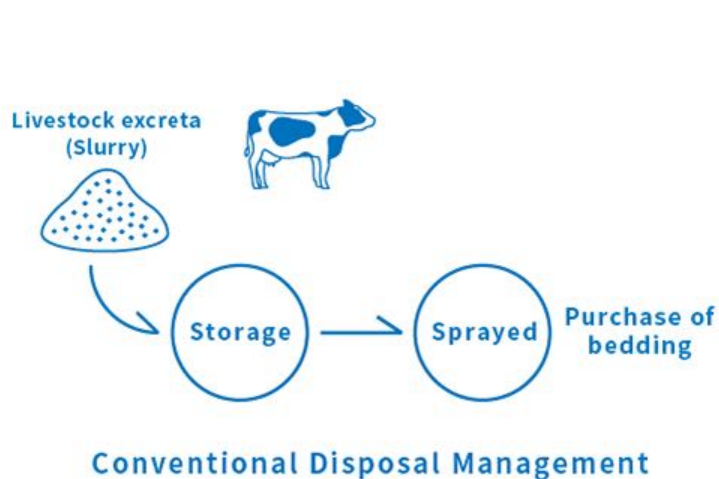 Livestock excreta
(Slurry)
Storage
Sprayed
Purchase of
bedding
Conventional Disposal Management